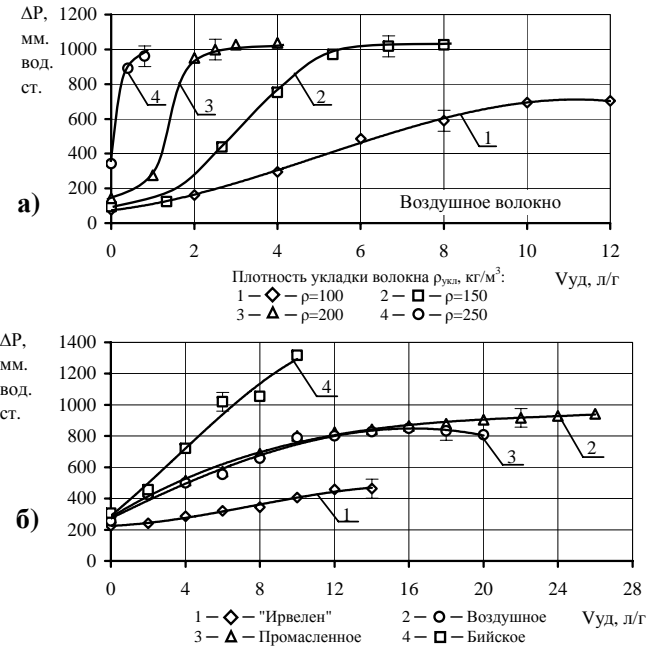 ΔP,
мм.
вод.
ст.
1200
1000
800
600
400
200
0
4
3
2
1
Воздушное волокно
а)
0 2 4 6 8 10 12
Плотность укладки волокна ρукл, кг/м³:
Vуд, л/г
1 – ◇ – ρ=100 2 – □ – ρ=150
3 – △ – ρ=200 4 – ○ – ρ=250
ΔP,
мм.
вод.
ст.
1400
1200
1000
800
600
400
200
0
4
3
2
1
б)
0 4 8 12 16 20 24 28
1 – ◇ – "Ирвелен" 2 – ○ – Воздушное Vуд, л/г
3 – △ – Промасленное 4 – □ – Бийское